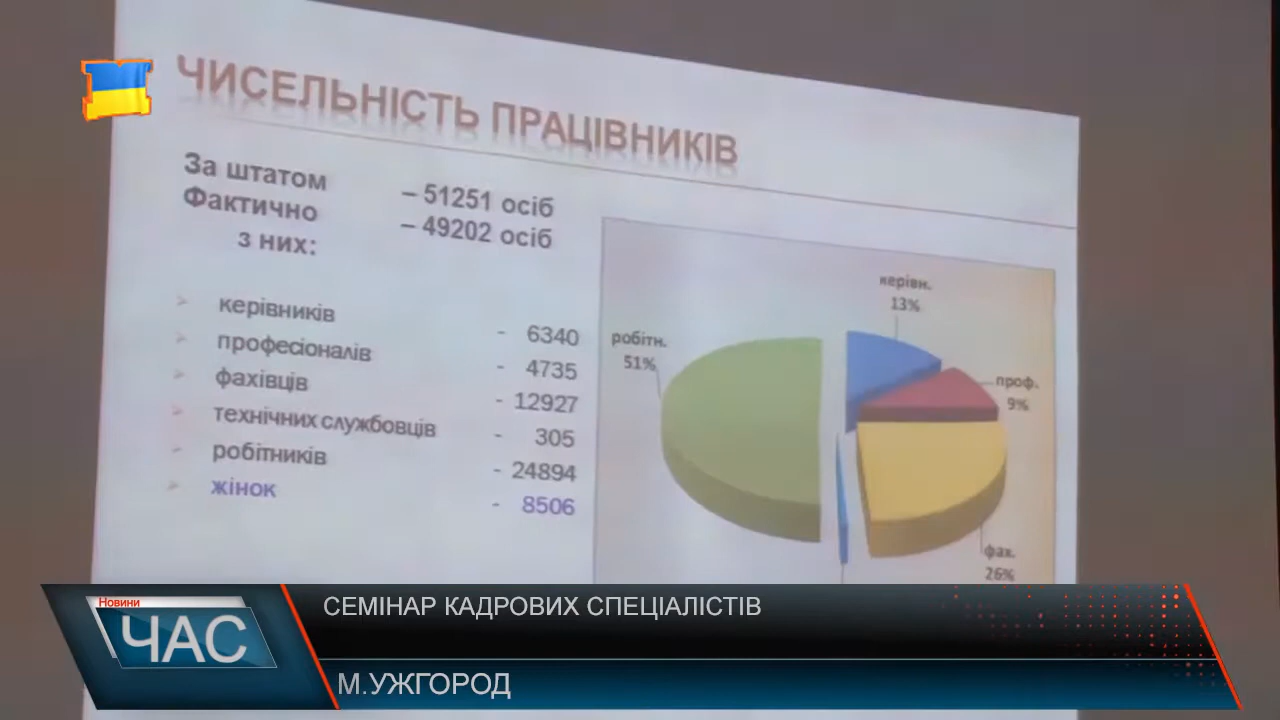 ЧИСЕЛЬНІСТЬ ПРАЦІВНИКІВ
За штатом – 51251 осіб
Фактично – 49202 осіб
з них:
керівників - 6340
професіоналів - 4735
фахівців - 12927
технічних службовців - 305
робітників - 24894
жінок - 8506
керівн.
13%
робітн.
51%
проф.
9%
фах.
26%
Новини
ЧАС
СЕМІНАР КАДРОВИХ СПЕЦІАЛІСТІВ
М.УЖГОРОД